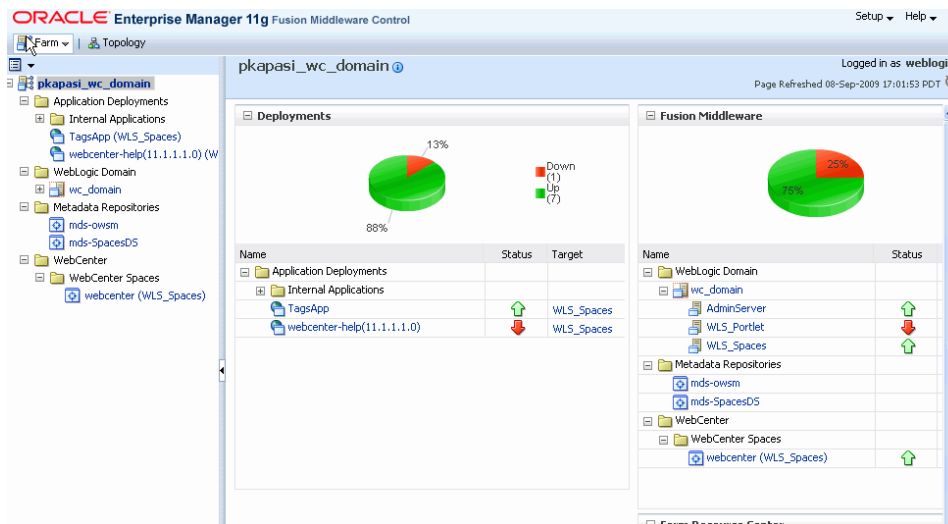 ORACLE Enterprise Manager 11g Fusion Middleware Control
Setup Help
Farm | Topology
pkapasi_wc_domain
Application Deployments
Internal Applications
TagsApp (WLS_Spaces)
webcenter-help(11.1.1.1.0) (W
WebLogic Domain
wc_domain
Metadata Repositories
mds-owsm
mds-SpacesDS
WebCenter
WebCenter Spaces
webcenter (WLS_Spaces)
pkapasi_wc_domain
Logged in as weblogi
Page Refreshed 08-Sep-2009 17:01:53 PDT
Deployments
13%
88%
Down
(1)
Up
(7)
Name Status Target
Application Deployments
Internal Applications
TagsApp WLS_Spaces
webcenter-help(11.1.1.1.0) WLS_Spaces
Fusion Middleware
25%
75%
Name Status
WebLogic Domain
wc_domain
AdminServer
WLS_Portlet
WLS_Spaces
Metadata Repositories
mds-owsm
mds-SpacesDS
WebCenter
WebCenter Spaces
webcenter (WLS_Spaces)
Farm Resource Center